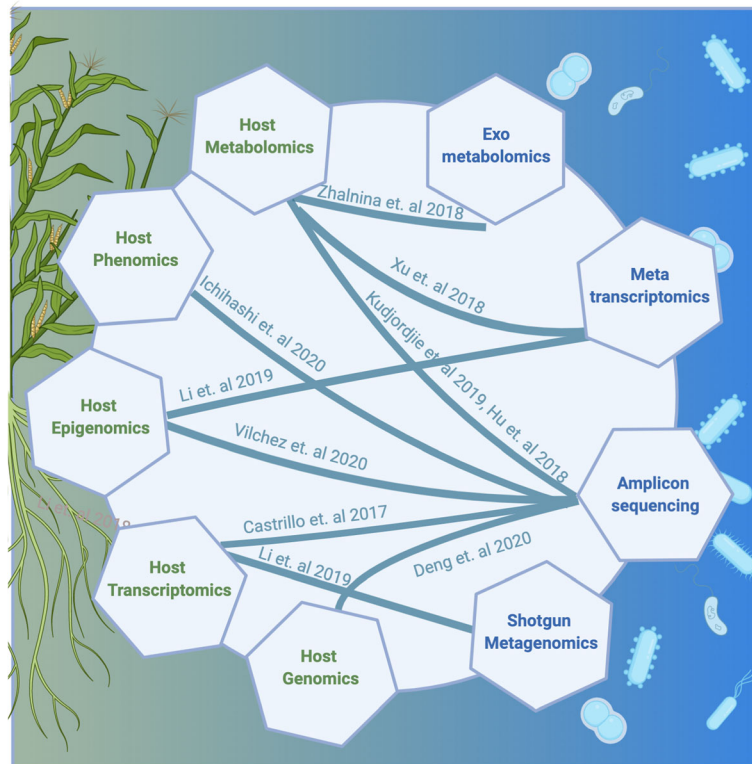 Host
Metabolomics
Exo
metabolomics
Zhalnina et. al 2018
Host
Phenomics
Xu et. al 2018
Meta
transcriptomics
Ichihashi et. al 2020
Kudjordjie et. al 2019, Hu et. al 2018
Li et. al 2019
Host
Epigenomics
Vilchez et. al 2020
Amplicon
sequencing
Castrillo et. al 2017
Li et. al 2019
Deng et. al 2020
Host
Transcriptomics
Shotgun
Metagenomics
Host
Genomics